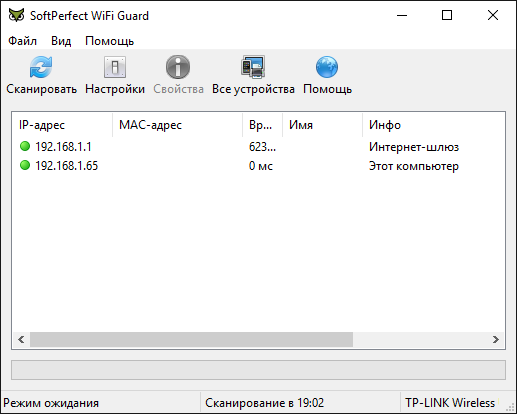 SoftPerfect WiFi Guard
Файл Вид Помощь
Сканировать Настройки Свойства Все устройства Помощь
IP-адрес MAC-адрес Вр... Имя Инфо
192.168.1.1 623... Интернет-шлюз
192.168.1.65 0 мс Этот компьютер
Режим ожидания Сканирование в 19:02 TP-LINK Wireless